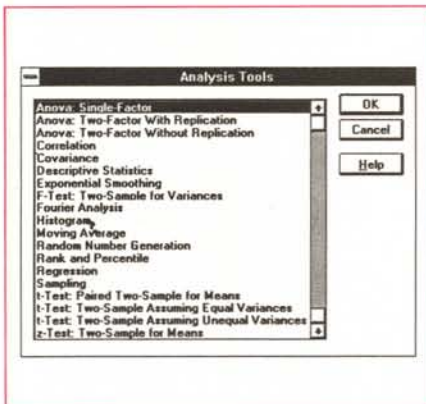 Analysis Tools
Anova: Single-Factor
Anova: Two-Factor With Replication
Anova: Two-Factor Without Replication
Correlation
Covariance
Descriptive Statistics
Exponential Smoothing
F-Test: Two-Sample for Variances
Fourier Analysis
Histogram
Moving Average
Random Number Generation
Rank and Percentile
Regression
Sampling
t-Test: Paired Two-Sample for Means
t-Test: Two-Sample Assuming Equal Variances
t-Test: Two-Sample Assuming Unequal Variances
z-Test: Two-Sample for Means
OK
Cancel
Help